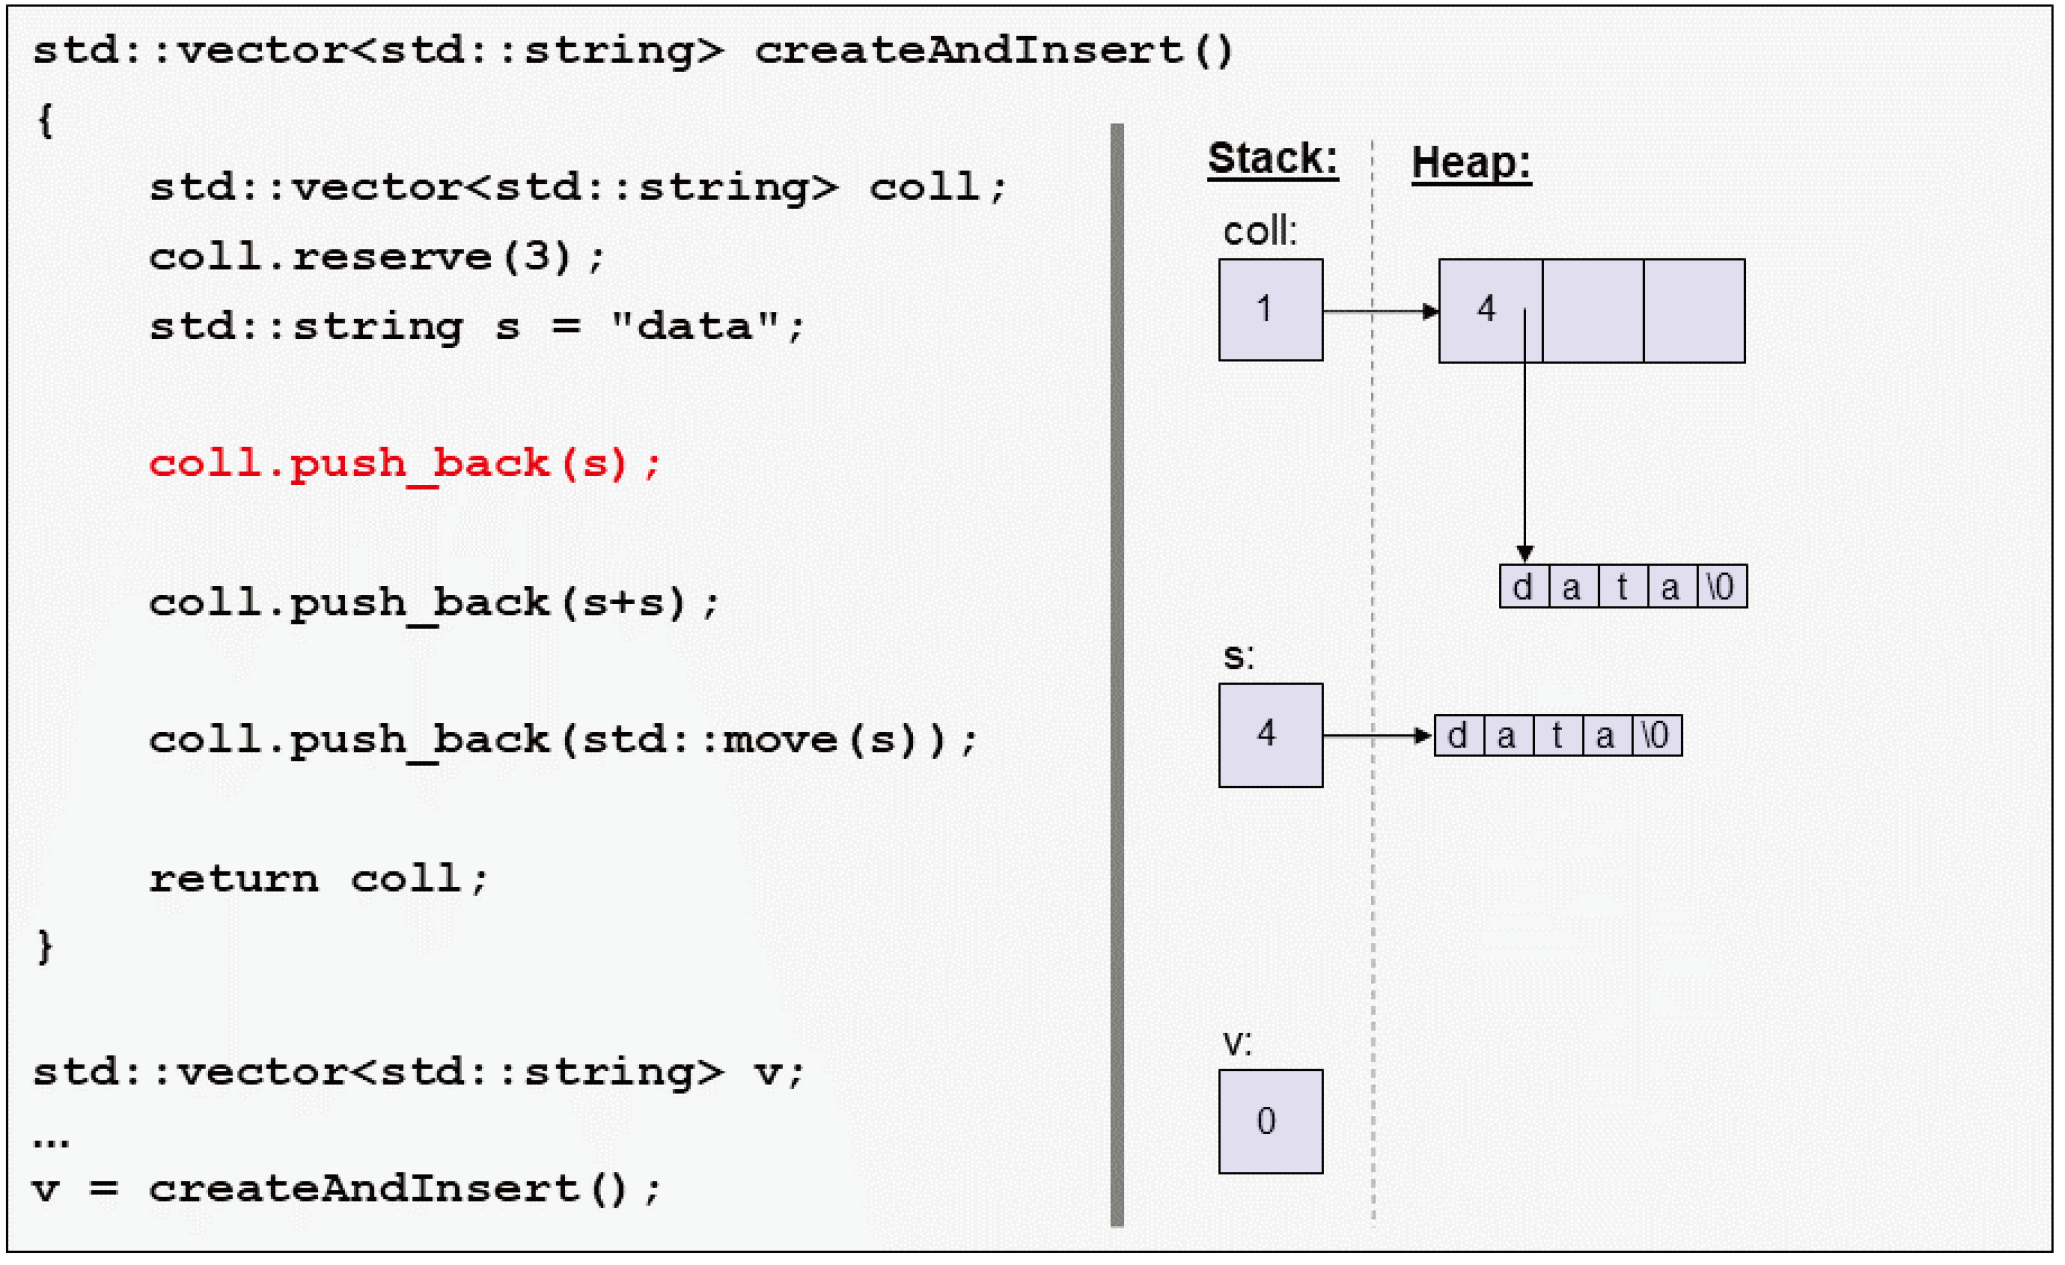 std::vector<std::string> createAndInsert()
{
    std::vector<std::string> coll;
    coll.reserve(3);
    std::string s = "data";
    coll.push_back(s);
    coll.push_back(s+s);
    coll.push_back(std::move(s));
    return coll;
}
std::vector<std::string> v;
...
v = createAndInsert();
Stack: Heap:
coll:
1 4
d a t a \0
s:
4 d a t a \0
v:
0